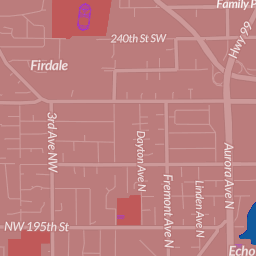 Family P
240th St SW
Hwy 99
Firdale
3rd Ave NW
Dayton Ave N
Aurora Ave N
Fremont Ave N
Linden Ave N
NW 195th St
Echo